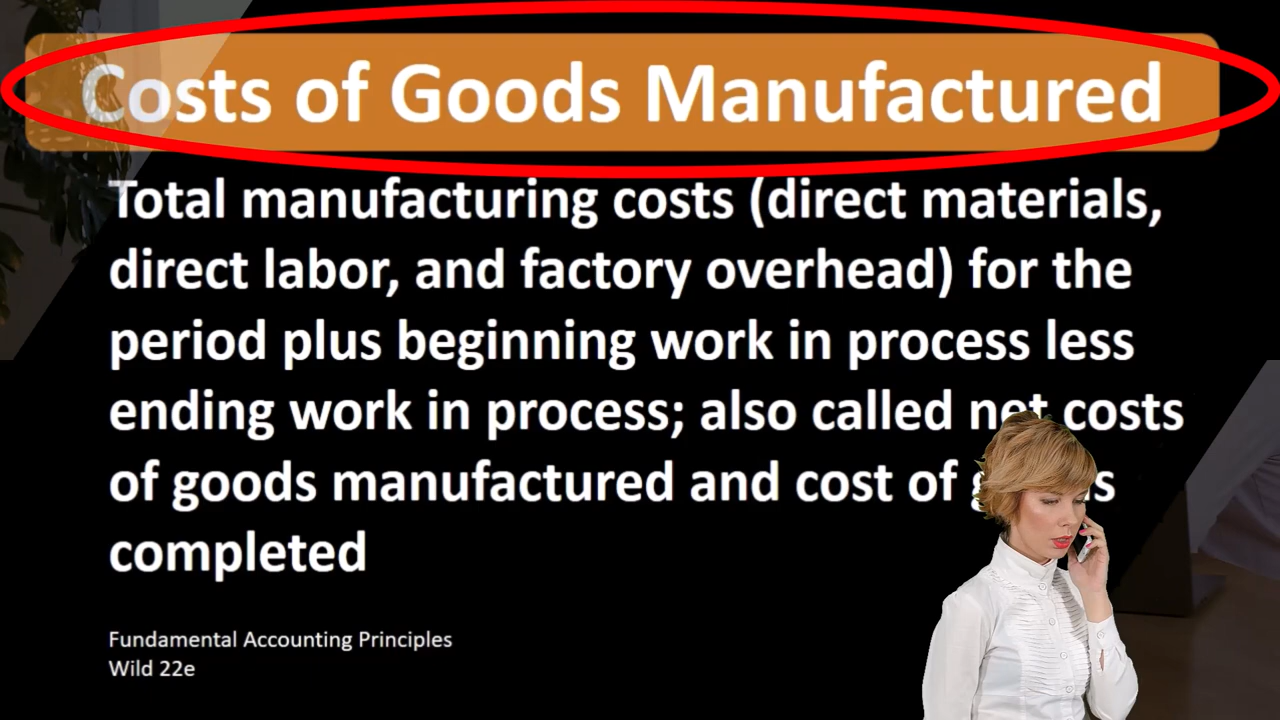 Costs of Goods Manufactured
Total manufacturing costs (direct materials,
direct labor, and factory overhead) for the
period plus beginning work in process less
ending work in process; also called net costs
of goods manufactured and cost of
completed
Fundamental Accounting Principles
Wild 22e